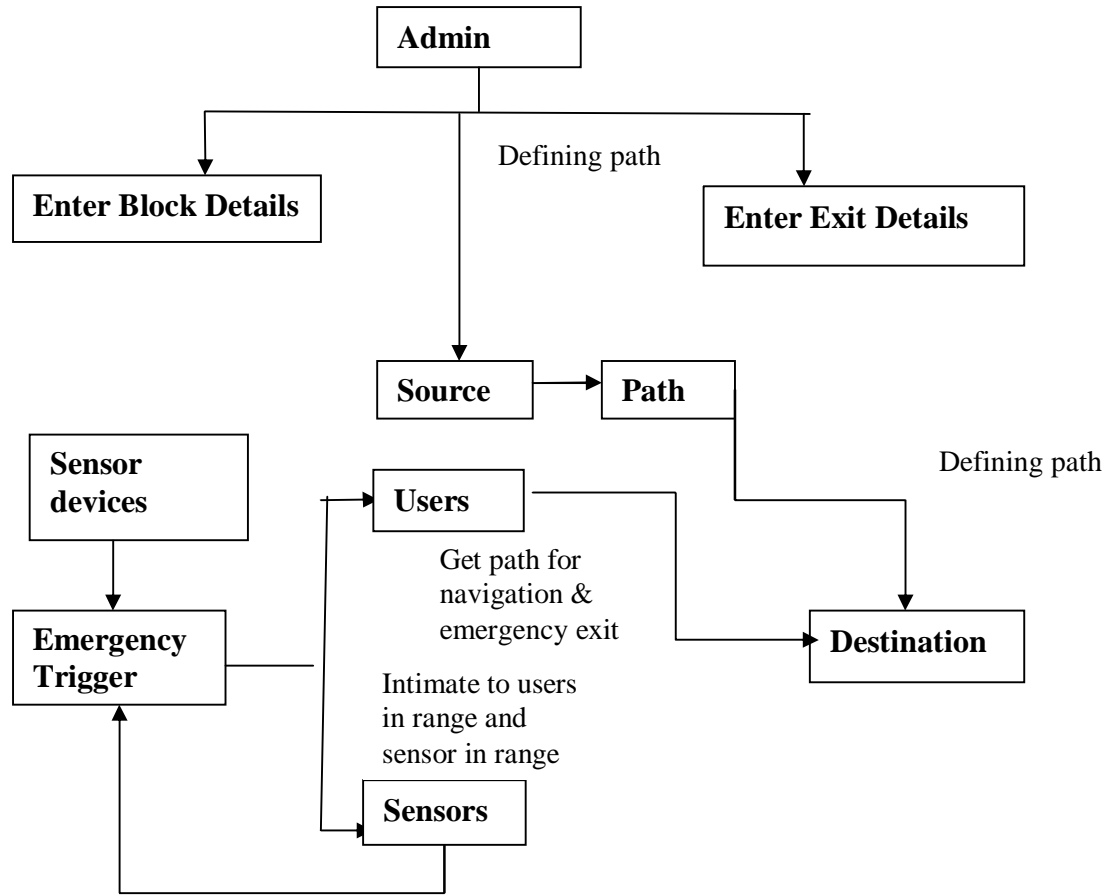 Admin
Defining path
Enter Block Details
Enter Exit Details
Source
Path
Sensor
devices
Defining path
Users
Get path for
navigation &
emergency exit
Emergency
Trigger
Destination
Intimate to users
in range and
sensor in range
Sensors